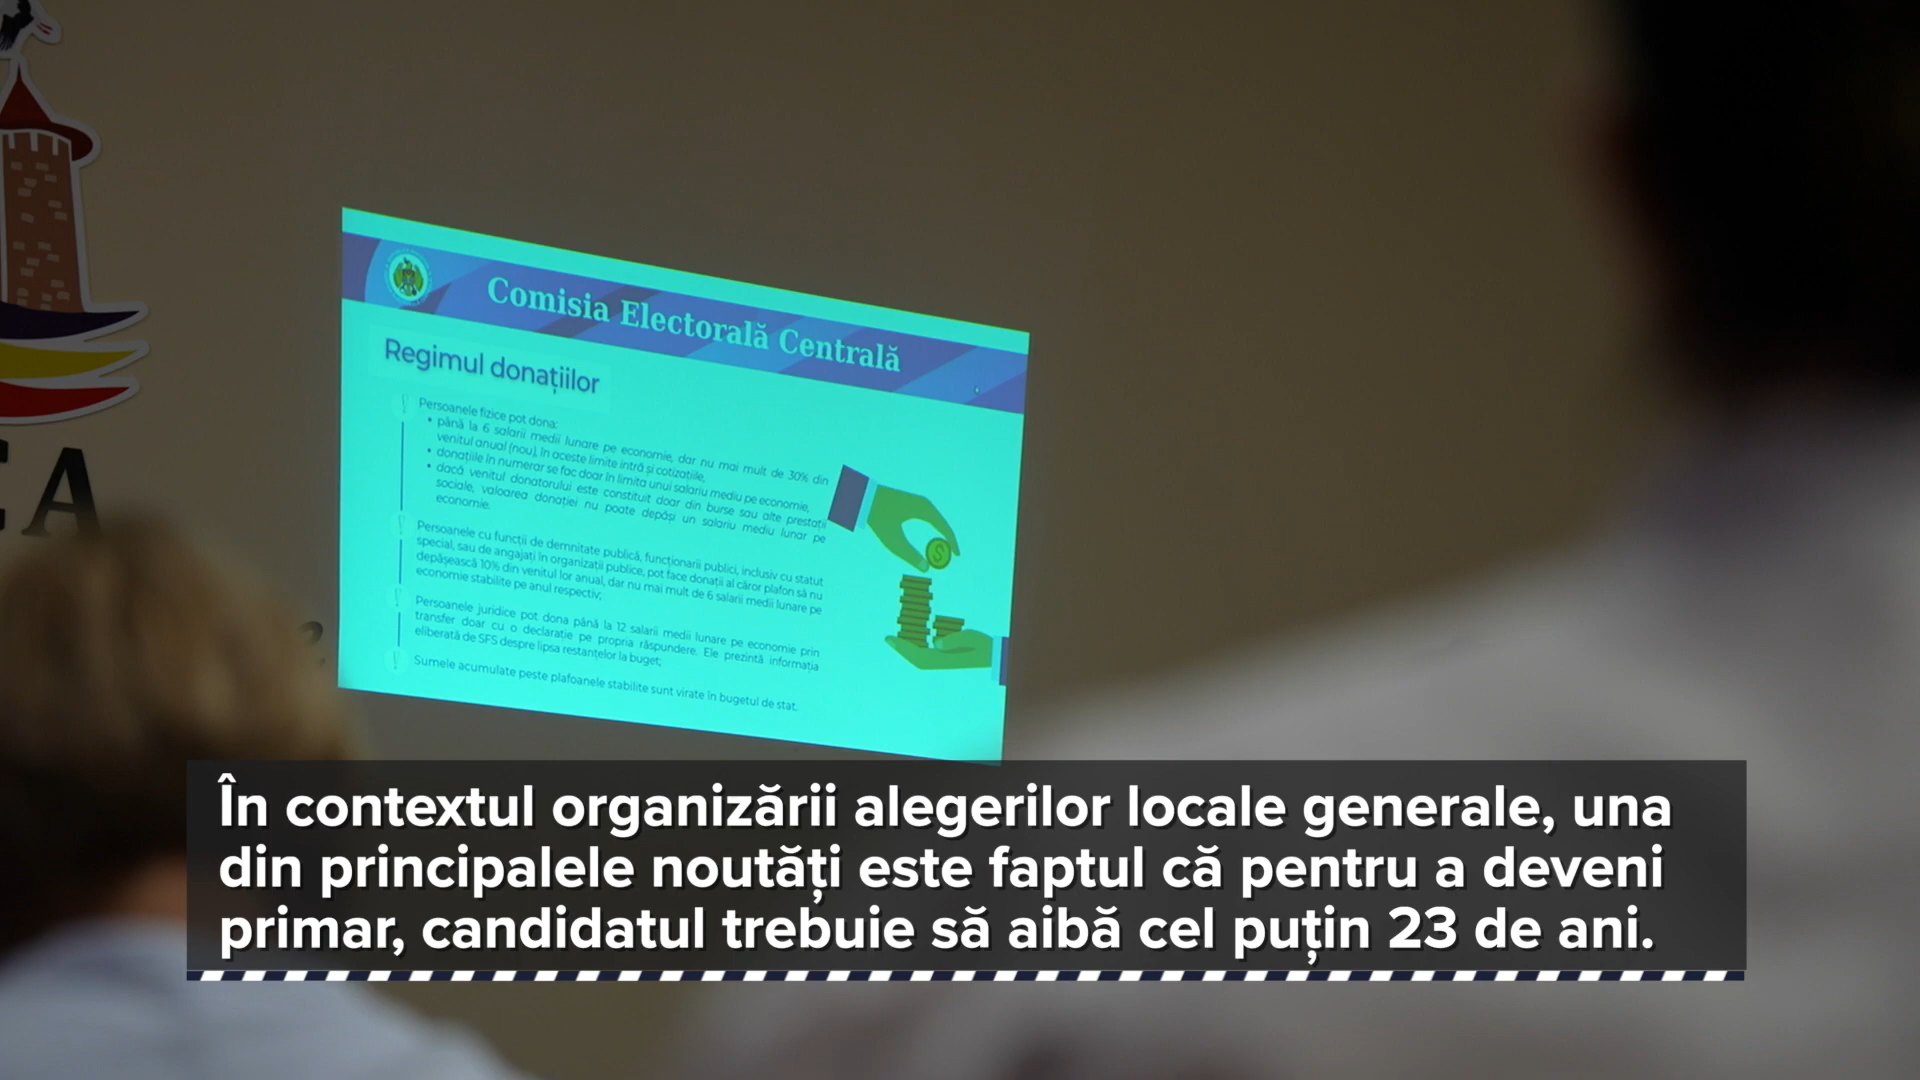 CA
Comisia Electorală Centrală
Regimul donațiilor
Persoanele fizice pot dona:
• până la 6 salarii medii lunare pe economie, dar nu mai mult de 30% din
venitul anual (nou), în aceste limite intră și cotizațiile,
• donațiile în numerar se fac doar în limita unui salariu mediu pe economie,
• dacă venitul donatorului este constituit doar din burse sau alte prestații
sociale, valoarea donației nu poate depăși un salariu mediu lunar pe
economie.
Persoanele cu funcții de demnitate publică, funcționarii publici, inclusiv cu statut
special, sau de angajați în organizații publice, pot face donații al căror plafon să nu
depășească 10% din venitul lor anual, dar nu mai mult de 6 salarii medii lunare pe
economie stabilite pe anul respectiv;
Persoanele juridice pot dona până la 12 salarii medii lunare pe economie prin
transfer doar cu o declarație pe propria răspundere. Ele prezintă informația
eliberată de SFS despre lipsa restanțelor la buget;
Sumele acumulate peste plafoanele stabilite sunt virate în bugetul de stat.
În contextul organizării alegerilor locale generale, una
din principalele noutăți este faptul că pentru a deveni
primar, candidatul trebuie să aibă cel puțin 23 de ani.